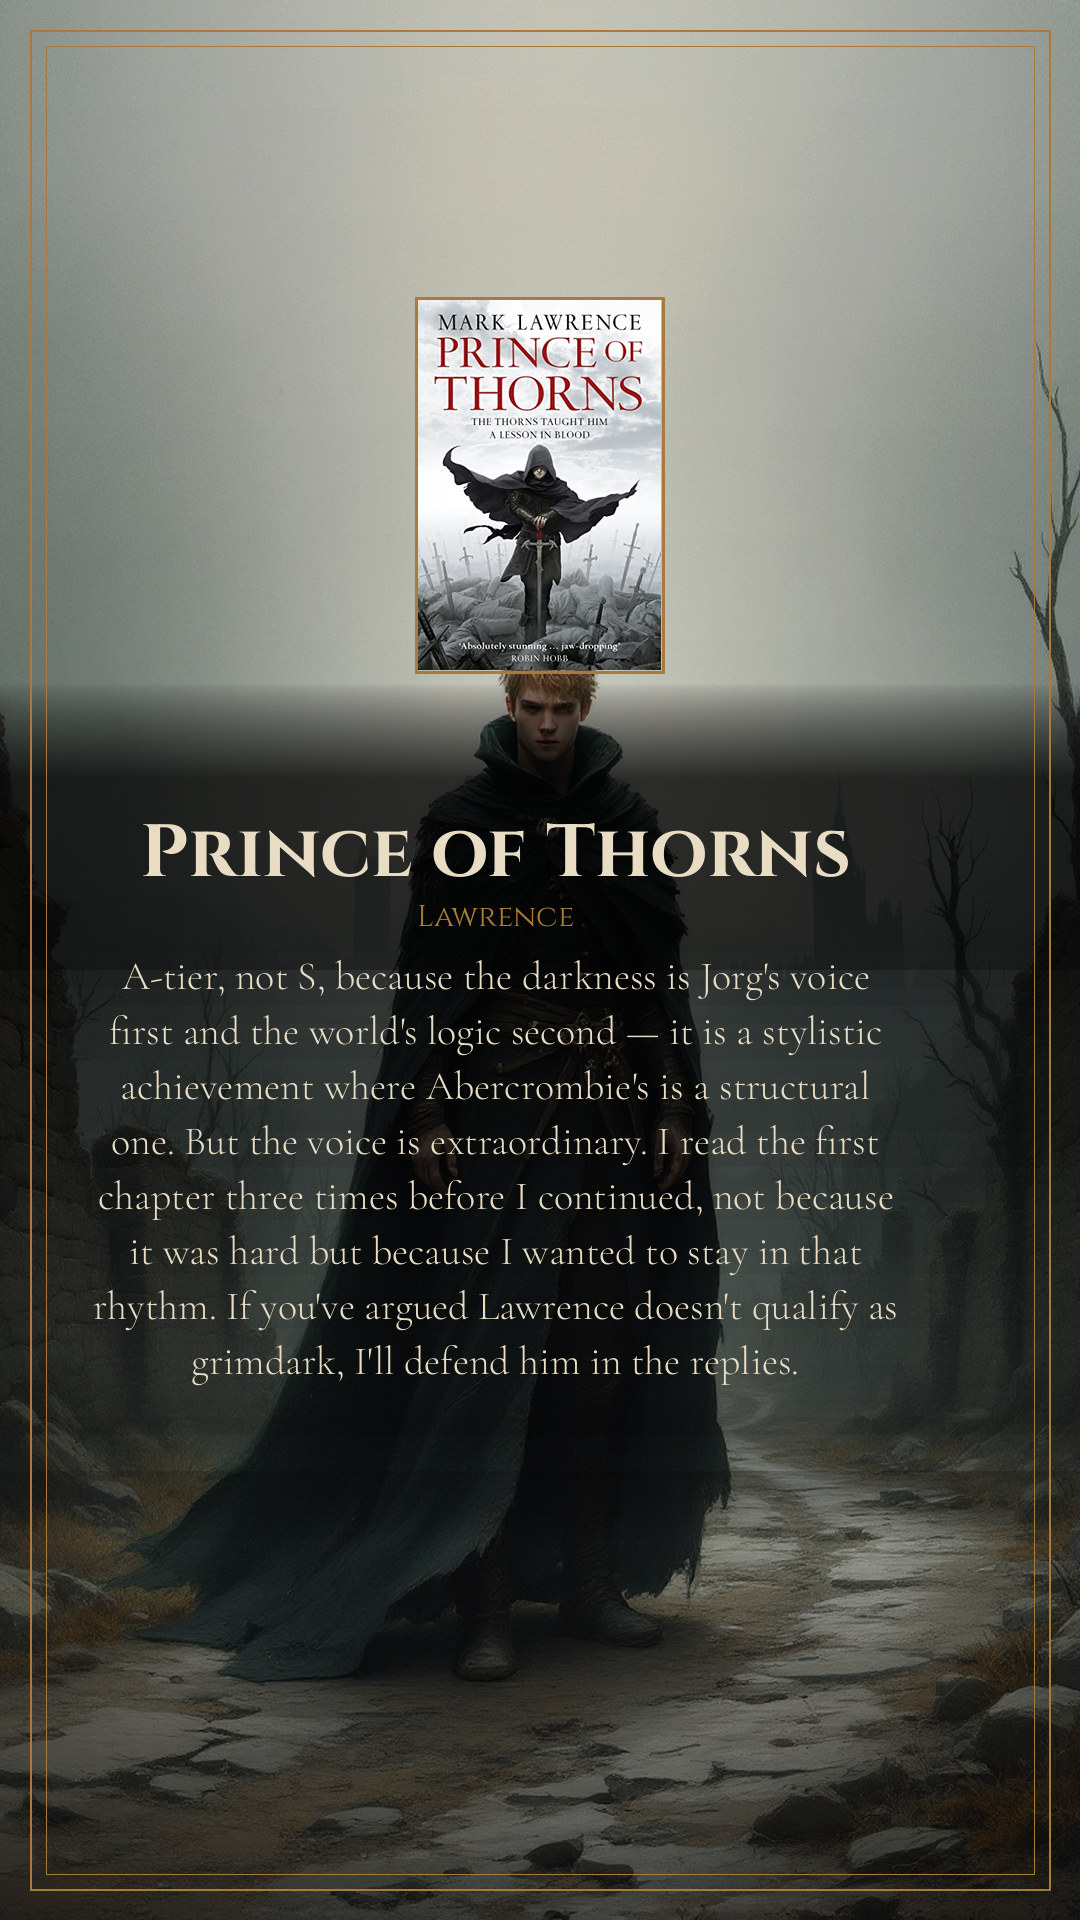 MARK LAWRENCE
PRINCE OF
THORNS
THE THORNS TAUGHT HIM
A LESSON IN BLOOD
'Absolutely stunning ... jaw-dropping'
ROBIN HOBB
Prince of Thorns
Lawrence
A-tier, not S, because the darkness is Jorg's voice
first and the world's logic second — it is a stylistic
achievement where Abercrombie's is a structural
one. But the voice is extraordinary. I read the first
chapter three times before I continued, not because
it was hard but because I wanted to stay in that
rhythm. If you've argued Lawrence doesn't qualify as
grimdark, I'll defend him in the replies.